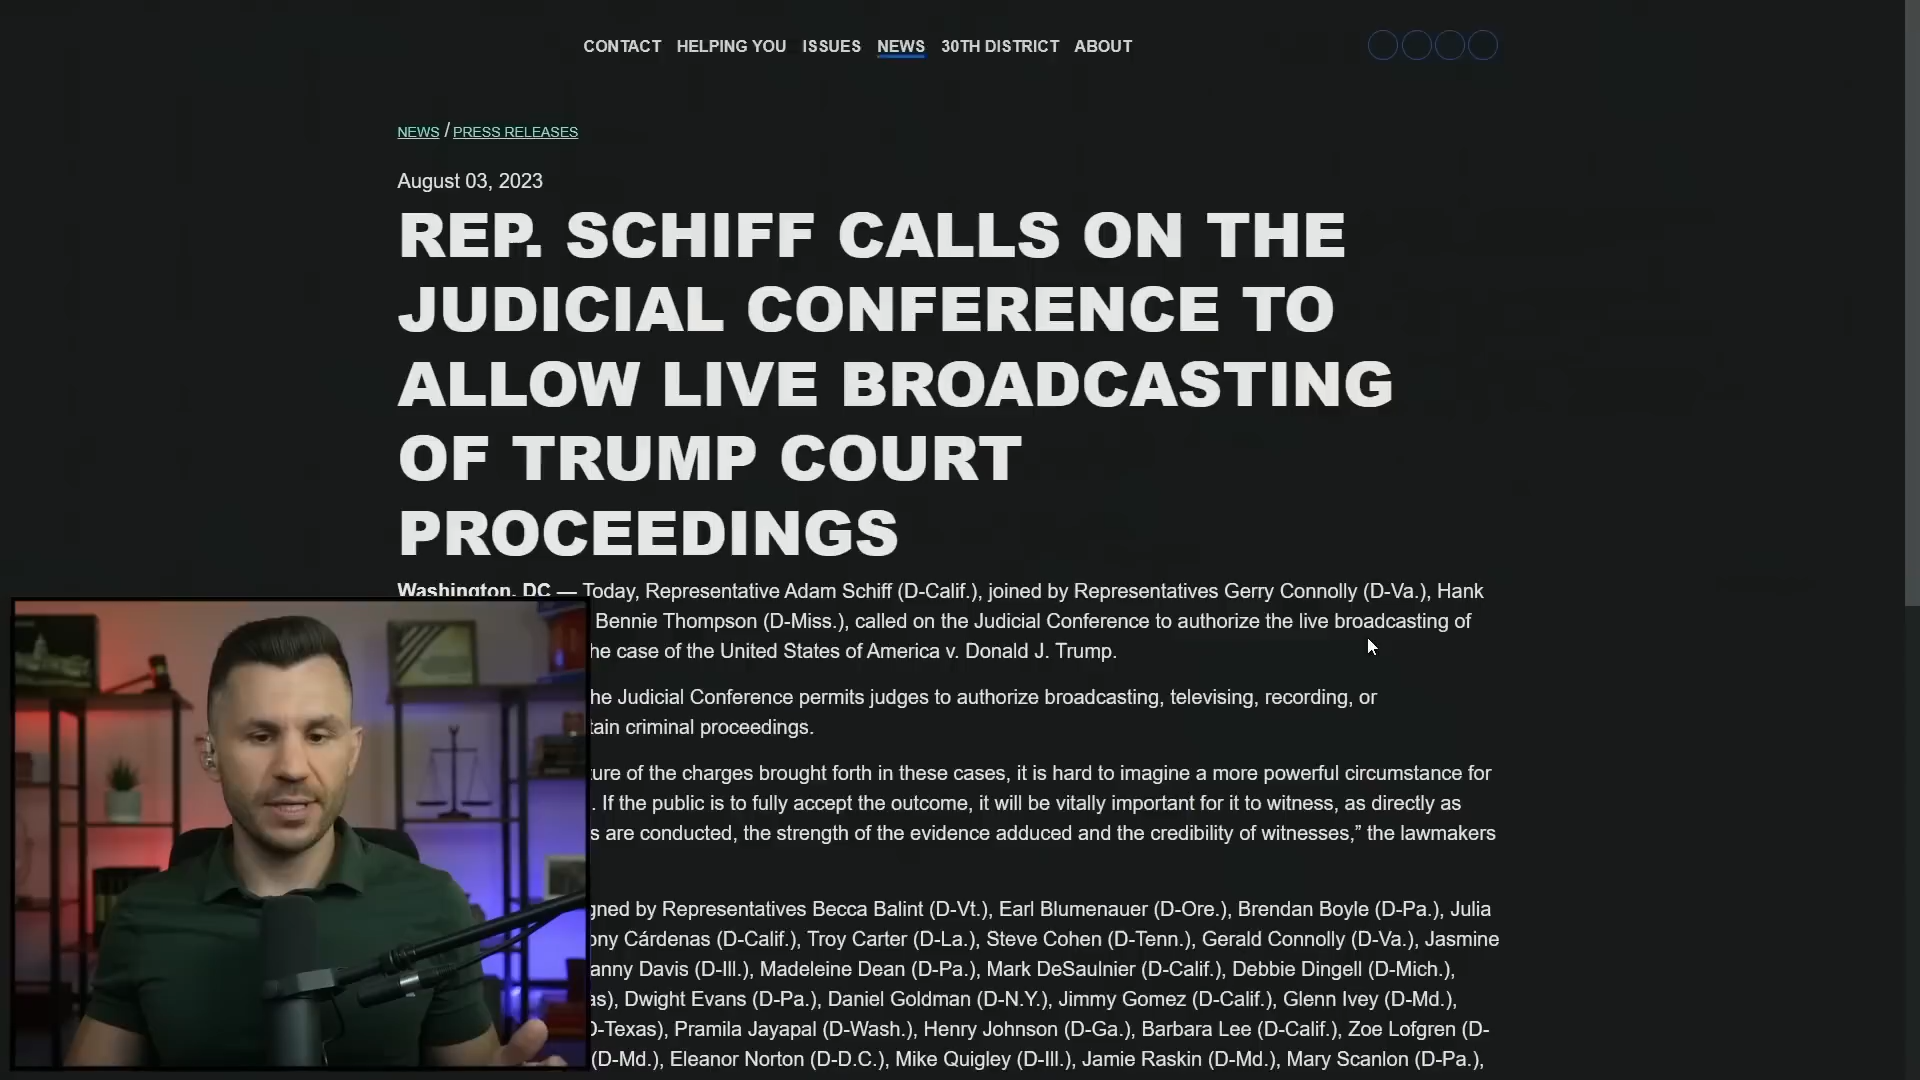 CONTACT HELPING YOU ISSUES NEWS 30TH DISTRICT ABOUT
NEWS / PRESS RELEASES
August 03, 2023
REP. SCHIFF CALLS ON THE
JUDICIAL CONFERENCE TO
ALLOW LIVE BROADCASTING
OF TRUMP COURT
PROCEEDINGS
Washington, DC — Today, Representative Adam Schiff (D-Calif.), joined by Representatives Gerry Connolly (D-Va.), Hank
Bennie Thompson (D-Miss.), called on the Judicial Conference to authorize the live broadcasting of
he case of the United States of America v. Donald J. Trump.
he Judicial Conference permits judges to authorize broadcasting, televising, recording, or
tain criminal proceedings.
ture of the charges brought forth in these cases, it is hard to imagine a more powerful circumstance for
. If the public is to fully accept the outcome, it will be vitally important for it to witness, as directly as
s are conducted, the strength of the evidence adduced and the credibility of witnesses,” the lawmakers
gned by Representatives Becca Balint (D-Vt.), Earl Blumenauer (D-Ore.), Brendan Boyle (D-Pa.), Julia
ony Cárdenas (D-Calif.), Troy Carter (D-La.), Steve Cohen (D-Tenn.), Gerald Connolly (D-Va.), Jasmine
anny Davis (D-Ill.), Madeleine Dean (D-Pa.), Mark DeSaulnier (D-Calif.), Debbie Dingell (D-Mich.),
as), Dwight Evans (D-Pa.), Daniel Goldman (D-N.Y.), Jimmy Gomez (D-Calif.), Glenn Ivey (D-Md.),
D-Texas), Pramila Jayapal (D-Wash.), Henry Johnson (D-Ga.), Barbara Lee (D-Calif.), Zoe Lofgren (D-
(D-Md.), Eleanor Norton (D-D.C.), Mike Quigley (D-Ill.), Jamie Raskin (D-Md.), Mary Scanlon (D-Pa.),